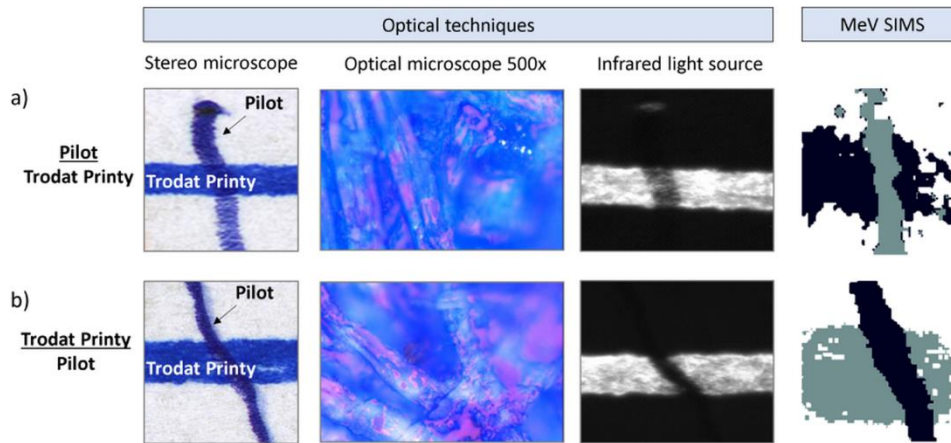 Optical techniques
MeV SIMS
Stereo microscope
Optical microscope 500x
Infrared light source
a)
Pilot
Trodat Printy
Pilot
Trodat Printy
b)
Trodat Printy
Pilot
Pilot
Trodat Printy